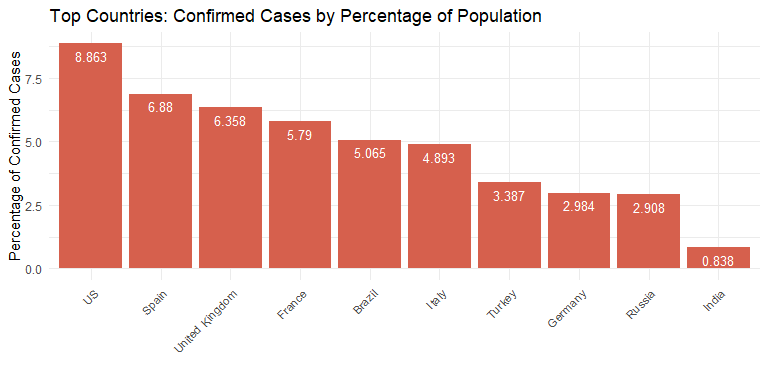 Top Countries: Confirmed Cases by Percentage of Population
Percentage of Confirmed Cases
7.5
5.0
2.5
0.0
8.863
6.88
6.358
5.79
5.065
4.893
3.387
2.984
2.908
0.838
US
Spain
United Kingdom
France
Brazil
Italy
Turkey
Germany
Russia
India